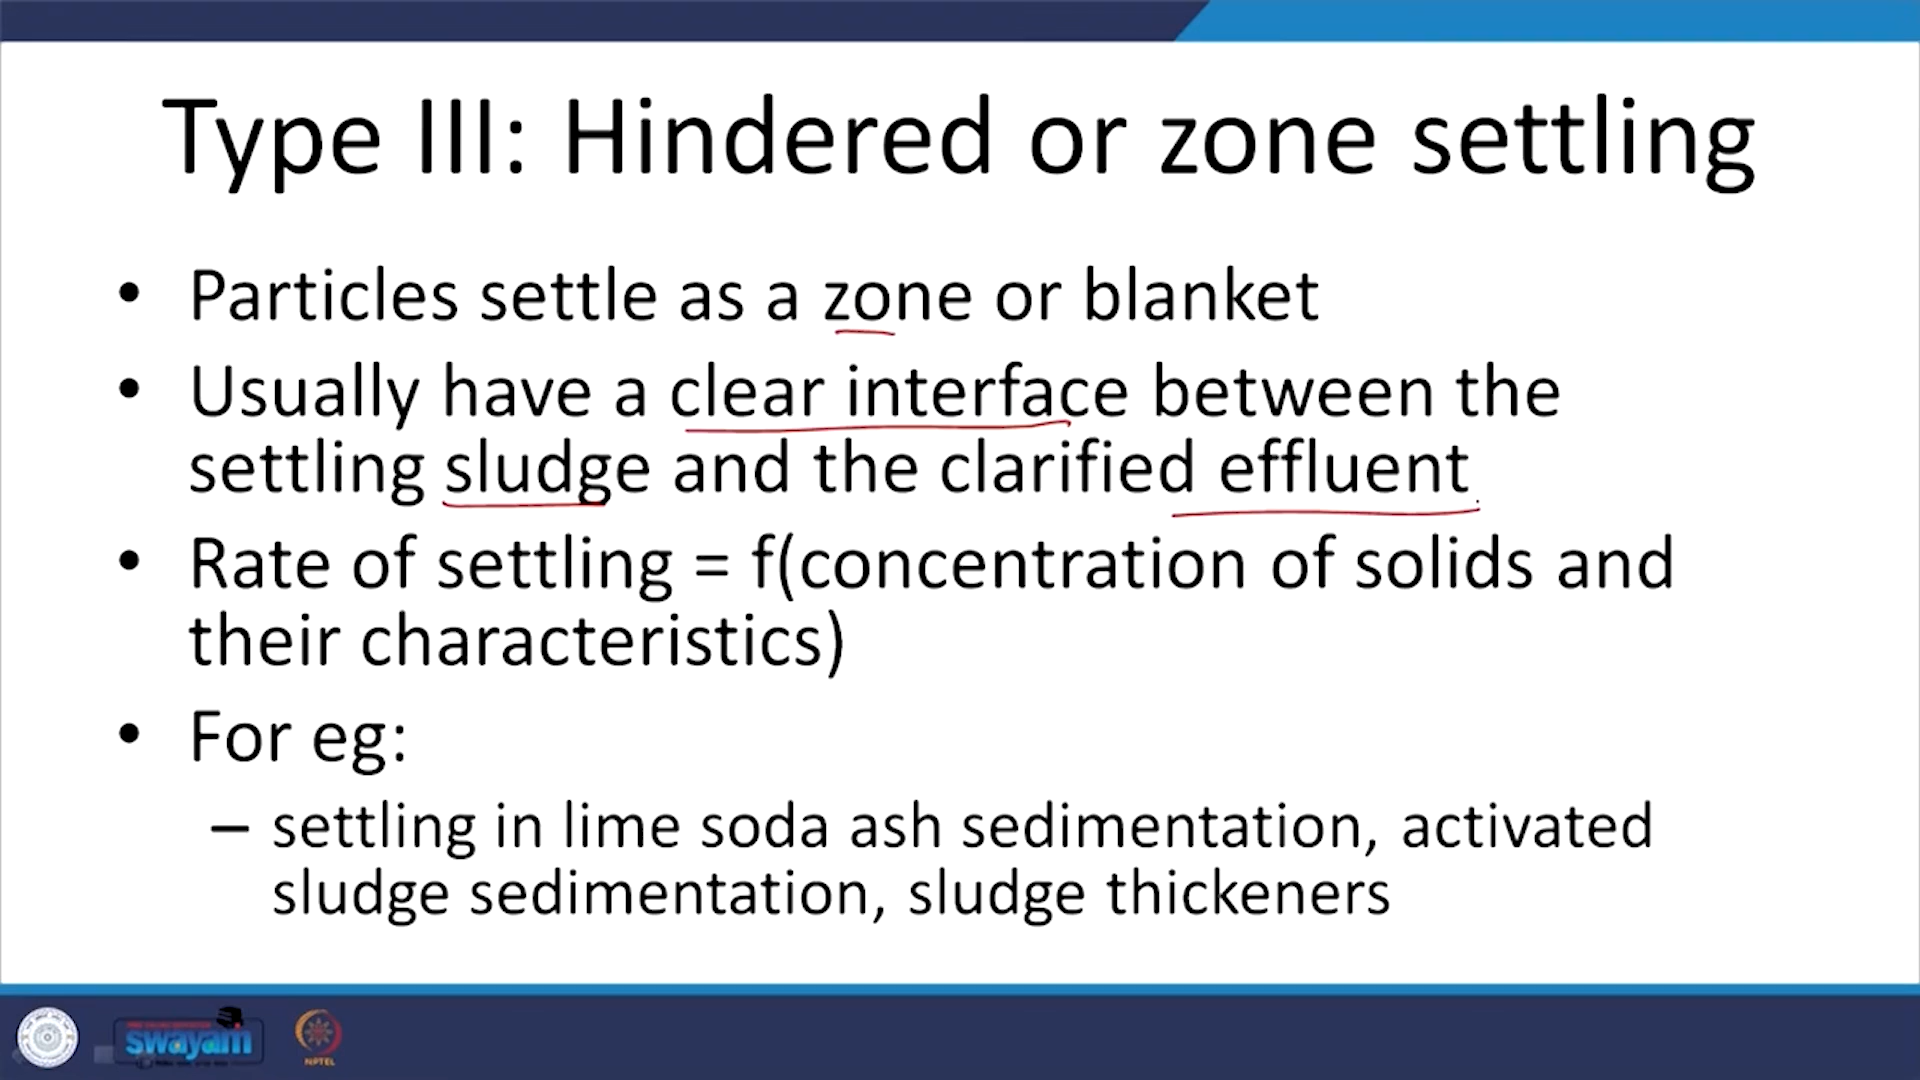 Type III: Hindered or zone settling
• Particles settle as a zone or blanket
• Usually have a clear interface between the
settling sludge and the clarified effluent
• Rate of settling = f(concentration of solids and
their characteristics)
• For eg:
– settling in lime soda ash sedimentation, activated
sludge sedimentation, sludge thickeners
swayam
NPTEL